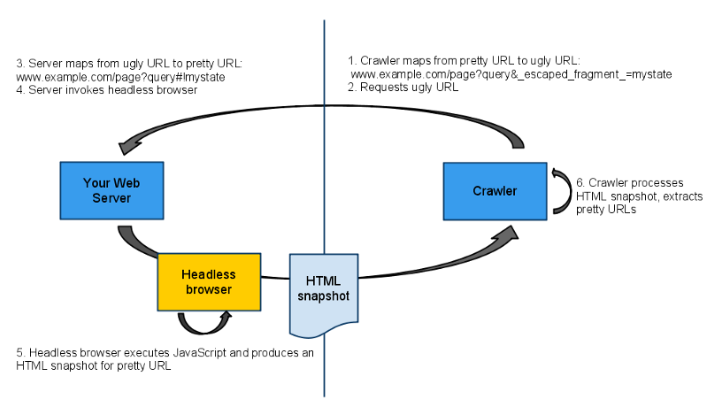 3. Server maps from ugly URL to pretty URL:
www.example.com/page?query#!mystate
4. Server invokes headless browser
1. Crawler maps from pretty URL to ugly URL:
www.example.com/page?query&_escaped_fragment_=mystate
2. Requests ugly URL
Your Web
Server
Crawler
6. Crawler processes
HTML snapshot, extracts
pretty URLs
Headless
browser
HTML
snapshot
5. Headless browser executes JavaScript and produces an
HTML snapshot for pretty URL